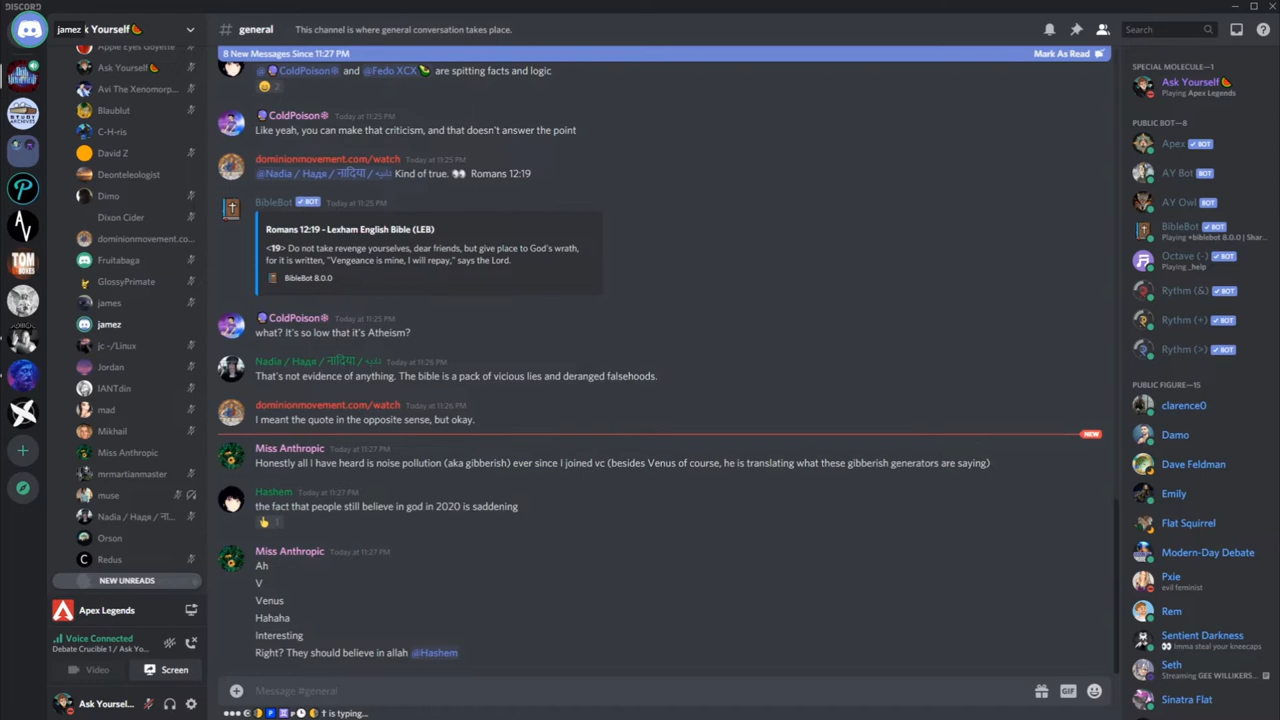 DISCORD
jamez
k Yourself 🍉
Apple Eyes Goyette
Ask Yourself 🍉
Avi The Xenomorp...
Blaublut
C-H-ris
David Z
Deonteleologist
Dimo
Dixon Cider
dominionmovement.co...
Fruitabaga
GlossyPrimate
james
jamez
jc -/Linux
Jordan
lANTdin
mad
Mikhail
Miss Anthropic
mrmartianmaster
muse
Nadia / Надя / ना...
Orson
Redus
NEW UNREADS
Apex Legends
Voice Connected
Debate Crucible 1 / Ask Yo...
Video
Screen
Ask Yoursel...
STUDY
ARCHIVES
TOM
BOXES
# general
This channel is where general conversation takes place.
Search
8 New Messages Since 11:27 PM
Mark As Read
@ColdPoison❄ and @Fedo XCX 🥑 are spitting facts and logic
2
ColdPoison❄
Today at 11:25 PM
Like yeah, you can make that criticism, and that doesn't answer the point
dominionmovement.com/watch Today at 11:25 PM
@Nadia / Надя / नादिया / نادية Kind of true. 👀 Romans 12:19
BibleBot ✔BOT Today at 11:25 PM
Romans 12:19 - Lexham English Bible (LEB)
<19> Do not take revenge yourselves, dear friends, but give place to God's wrath,
for it is written, "Vengeance is mine, I will repay," says the Lord.
BibleBot 8.0.0
ColdPoison❄ Today at 11:25 PM
what? It's so low that it's Atheism?
Nadia / Надя / नादिया / نادية Today at 11:26 PM
That's not evidence of anything. The bible is a pack of vicious lies and deranged falsehoods.
dominionmovement.com/watch Today at 11:26 PM
I meant the quote in the opposite sense, but okay.
NEW
Miss Anthropic Today at 11:27 PM
Honestly all I have heard is noise pollution (aka gibberish) ever since I joined vc (besides Venus of course, he is translating what these gibberish generators are saying)
Hashem Today at 11:27 PM
the fact that people still believe in god in 2020 is saddening
1
Miss Anthropic Today at 11:27 PM
Ah
V
Venus
Hahaha
Interesting
Right? They should believe in allah @Hashem
Message #general
GIF
is typing...
SPECIAL MOLECULE—1
Ask Yourself 🍉
Playing Apex Legends
PUBLIC BOT—8
Apex ✔BOT
AY Bot ✔BOT
AY Owl ✔BOT
BibleBot ✔BOT
Playing +biblebot 8.0.0 | Shar...
Octave (-) ✔BOT
Playing _help
Rythm (&) ✔BOT
Rythm (+) ✔BOT
Rythm (>) ✔BOT
PUBLIC FIGURE—15
clarence0
Damo
Dave Feldman
Emily
Flat Squirrel
Modern-Day Debate
Pxie
evil feminist
Rem
Sentient Darkness
👀 Imma steal your kneecaps
Seth
Streaming GEE WILLIKERS...
Sinatra Flat